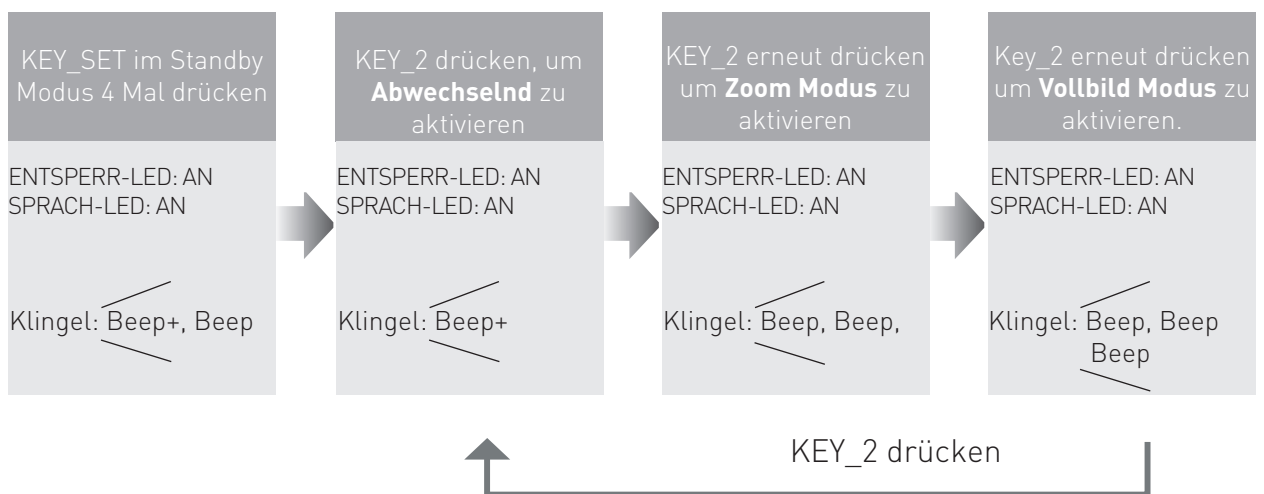 KEY_SET im Standby
Modus 4 Mal drücken
ENTSPERR-LED: AN
SPRACH-LED: AN
Klingel: Beep+, Beep
KEY_2 drücken, um
Abwechselnd zu
aktivieren
ENTSPERR-LED: AN
SPRACH-LED: AN
Klingel: Beep+
KEY_2 erneut drücken
um Zoom Modus zu
aktivieren
ENTSPERR-LED: AN
SPRACH-LED: AN
Klingel: Beep, Beep,
Key_2 erneut drücken
um Vollbild Modus zu
aktivieren.
ENTSPERR-LED: AN
SPRACH-LED: AN
Klingel: Beep, Beep
Beep
KEY_2 drücken